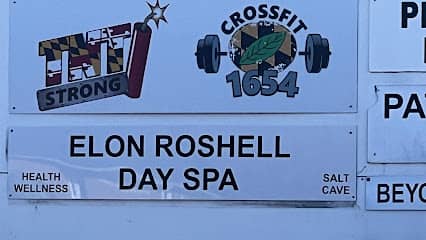 TNT
STRONG
CROSSFIT
1654
ELON ROSHELL
DAY SPA
HEALTH
WELLNESS
SALT
CAVE
PA
BEYO